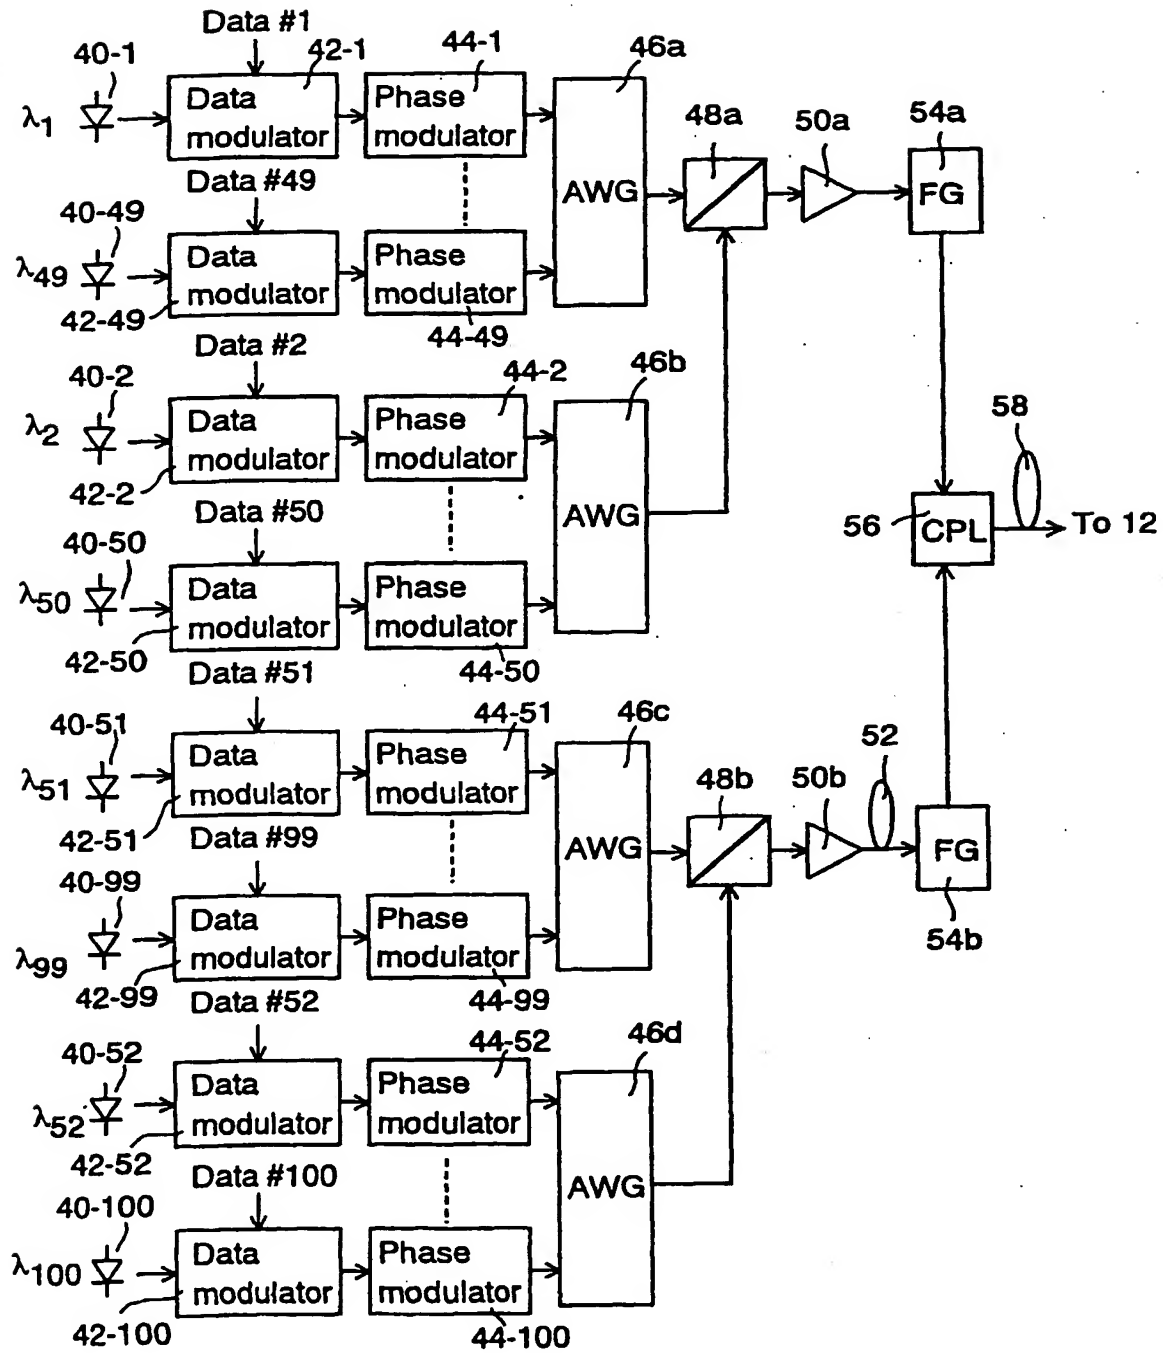 Data #1
40-1
42-1
44-1
46a
λ1
Data
modulator
Phase
modulator
AWG
48a
50a
54a
FG
Data #49
40-49
λ49
Data
modulator
Phase
modulator
42-49
44-49
Data #2
40-2
44-2
46b
λ2
Data
modulator
Phase
modulator
AWG
42-2
Data #50
40-50
λ50
Data
modulator
Phase
modulator
42-50
44-50
58
56
CPL
To 12
Data #51
40-51
44-51
46c
λ51
Data
modulator
Phase
modulator
AWG
48b
50b
52
FG
54b
42-51
Data #99
40-99
λ99
Data
modulator
Phase
modulator
42-99
44-99
Data #52
40-52
44-52
46d
λ52
Data
modulator
Phase
modulator
AWG
42-52
Data #100
40-100
λ100
Data
modulator
Phase
modulator
42-100
44-100